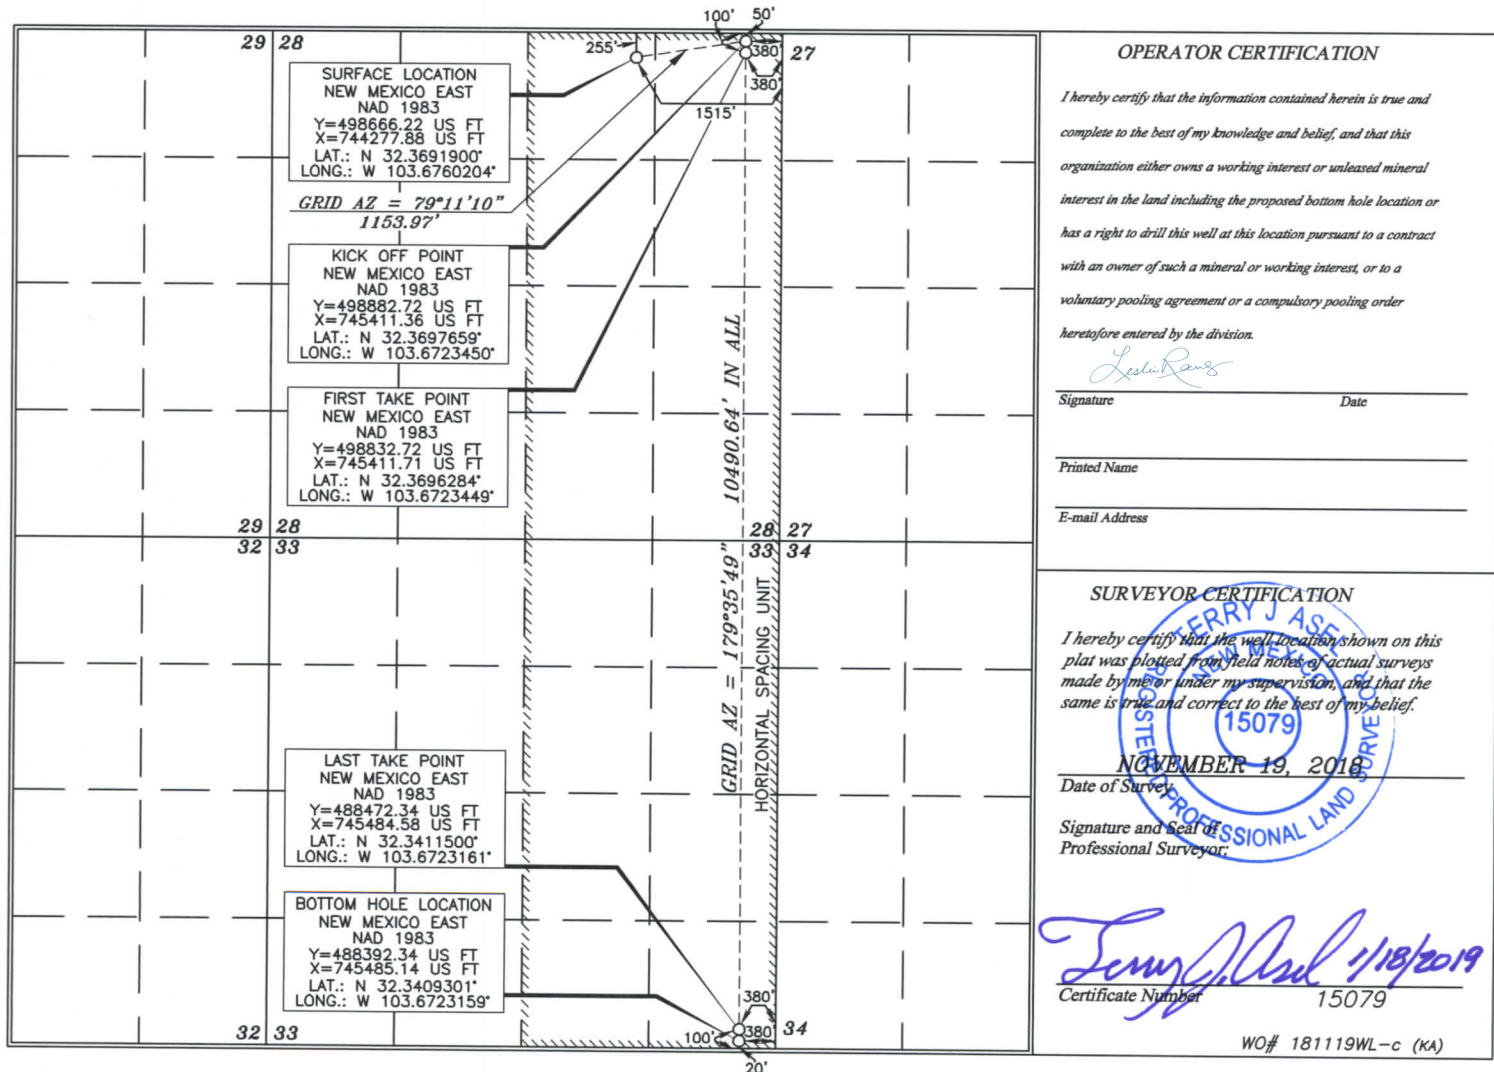 100' 50'
29 28
255'
380'
27
380'
1515'
SURFACE LOCATION
NEW MEXICO EAST
NAD 1983
Y=498666.22 US FT
X=744277.88 US FT
LAT.: N 32.3691900°
LONG.: W 103.6760204°
GRID AZ = 79°11'10"
1153.97'
KICK OFF POINT
NEW MEXICO EAST
NAD 1983
Y=498882.72 US FT
X=745411.36 US FT
LAT.: N 32.3697659°
LONG.: W 103.6723450°
FIRST TAKE POINT
NEW MEXICO EAST
NAD 1983
Y=498832.72 US FT
X=745411.71 US FT
LAT.: N 32.3696284°
LONG.: W 103.6723449°
GRID AZ = 179°35'49" 10490.64' IN ALL
29 28
32 33
28 27
33 34
HORIZONTAL SPACING UNIT
LAST TAKE POINT
NEW MEXICO EAST
NAD 1983
Y=488472.34 US FT
X=745484.58 US FT
LAT.: N 32.3411500°
LONG.: W 103.6723161°
BOTTOM HOLE LOCATION
NEW MEXICO EAST
NAD 1983
Y=488392.34 US FT
X=745485.14 US FT
LAT.: N 32.3409301°
LONG.: W 103.6723159°
380'
32 33
100'
380'
34
20'
OPERATOR CERTIFICATION
I hereby certify that the information contained herein is true and
complete to the best of my knowledge and belief, and that this
organization either owns a working interest or unleased mineral
interest in the land including the proposed bottom hole location or
has a right to drill this well at this location pursuant to a contract
with an owner of such a mineral or working interest, or to a
voluntary pooling agreement or a compulsory pooling order
heretofore entered by the division.
Signature Date
Printed Name
E-mail Address
SURVEYOR CERTIFICATION
I hereby certify that the well location shown on this
plat was plotted from field notes of actual surveys
made by me or under my supervision, and that the
same is true and correct to the best of my belief.
TERRY J ASEL
NEW MEXICO
15079
REGISTERED PROFESSIONAL LAND SURVEYOR
NOVEMBER 19, 2018
Date of Survey
Signature and Seal of
Professional Surveyor:
Terry J. Asel 1/18/2019
Certificate Number 15079
WO# 181119WL-c (KA)